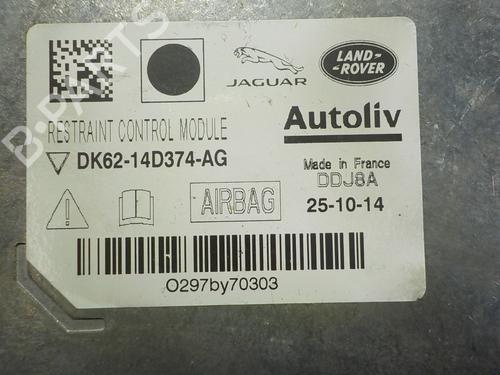 JAGUAR
LAND-
-ROVER
RESTRAINT CONTROL MODULE
Autoliv
DK62-14D374-AG
Made in France
DDJ8A
AIRBAG
25-10-14
O297by70303
B-PARTS